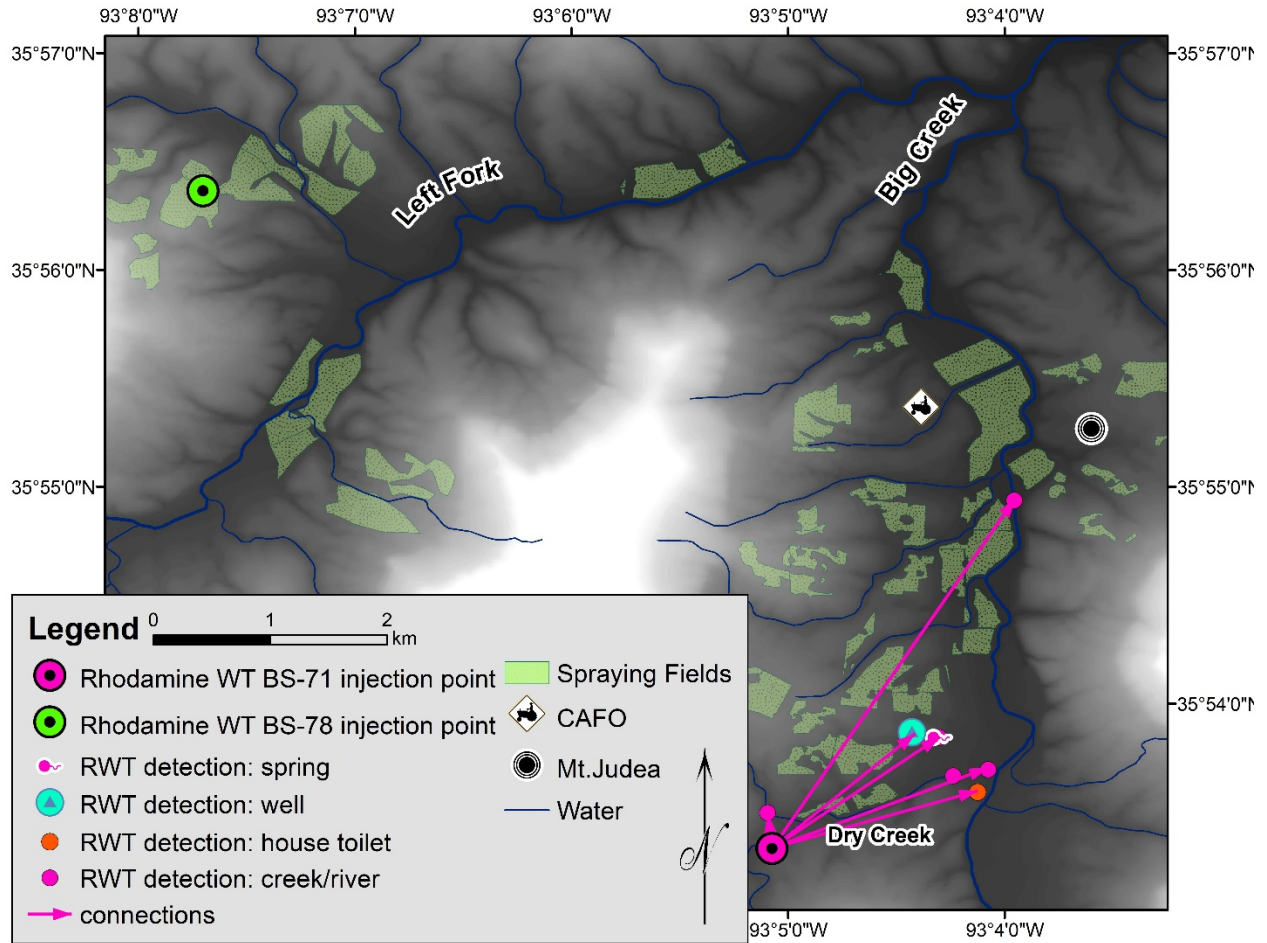 93°8'0"W 93°7'0"W 93°6'0"W 93°5'0"W 93°4'0"W
35°57'0"N 35°57'0"N
Big Creek
Left Fork
35°56'0"N 35°56'0"N
35°55'0"N 35°55'0"N
35°54'0"N
Dry Creek
Legend 0 1 2 km
Rhodamine WT BS-71 injection point
Rhodamine WT BS-78 injection point
RWT detection: spring
RWT detection: well
RWT detection: house toilet
RWT detection: creek/river
connections
Spraying Fields
CAFO
Mt.Judea
Water
N
93°5'0"W 93°4'0"W